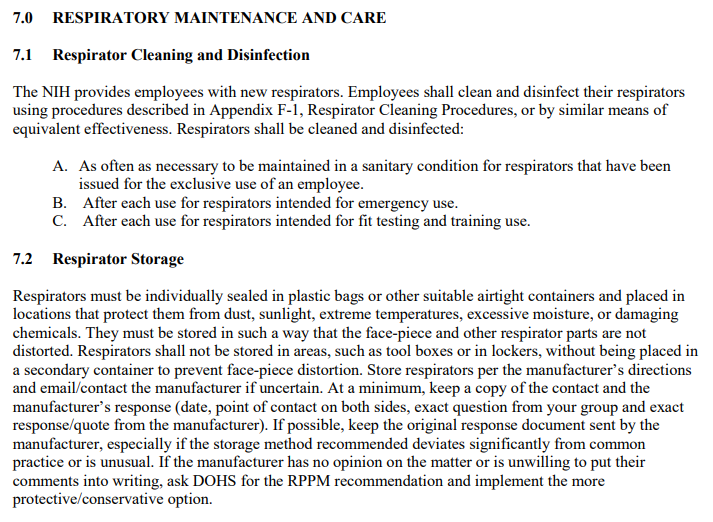 7.0 RESPIRATORY MAINTENANCE AND CARE
7.1 Respirator Cleaning and Disinfection
The NIH provides employees with new respirators. Employees shall clean and disinfect their respirators
using procedures described in Appendix F-1, Respirator Cleaning Procedures, or by similar means of
equivalent effectiveness. Respirators shall be cleaned and disinfected:
A. As often as necessary to be maintained in a sanitary condition for respirators that have been
issued for the exclusive use of an employee.
B. After each use for respirators intended for emergency use.
C. After each use for respirators intended for fit testing and training use.
7.2 Respirator Storage
Respirators must be individually sealed in plastic bags or other suitable airtight containers and placed in
locations that protect them from dust, sunlight, extreme temperatures, excessive moisture, or damaging
chemicals. They must be stored in such a way that the face-piece and other respirator parts are not
distorted. Respirators shall not be stored in areas, such as tool boxes or in lockers, without being placed in
a secondary container to prevent face-piece distortion. Store respirators per the manufacturer's directions
and email/contact the manufacturer if uncertain. At a minimum, keep a copy of the contact and the
manufacturer's response (date, point of contact on both sides, exact question from your group and exact
response/quote from the manufacturer). If possible, keep the original response document sent by the
manufacturer, especially if the storage method recommended deviates significantly from common
practice or is unusual. If the manufacturer has no opinion on the matter or is unwilling to put their
comments into writing, ask DOHS for the RPPM recommendation and implement the more
protective/conservative option.